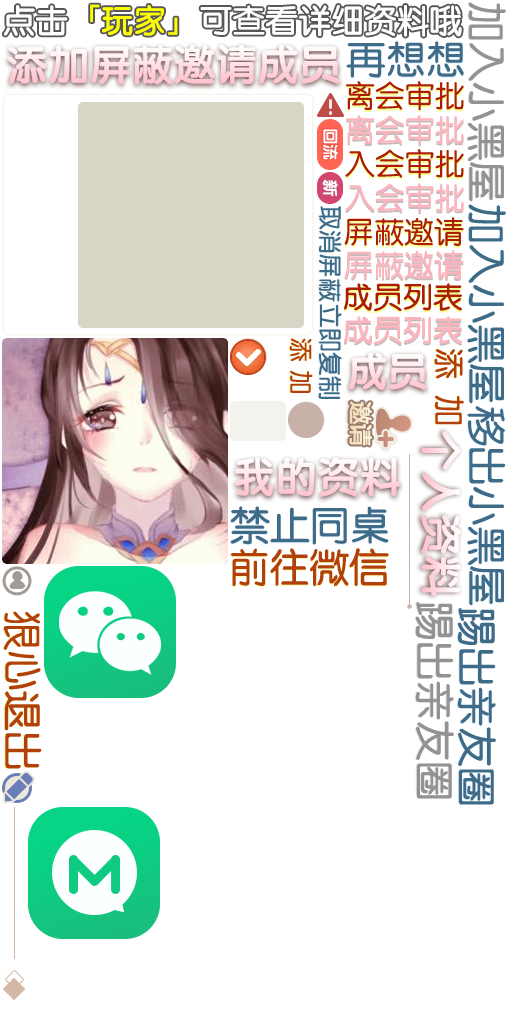 点击「玩家」可查看详细资料哦
添加屏蔽邀请成员
再想想
离会审批
离会审批
入会审批
入会审批
屏蔽邀请
屏蔽邀请
成员列表
成员列表
成员
回流
新
取消屏蔽
立即复制
添加
添加
邀请
加入小黑屋
加入小黑屋
移出小黑屋
踢出亲友圈
踢出亲友圈
个人资料
我的资料
禁止同桌
前往微信
狠心退出
M